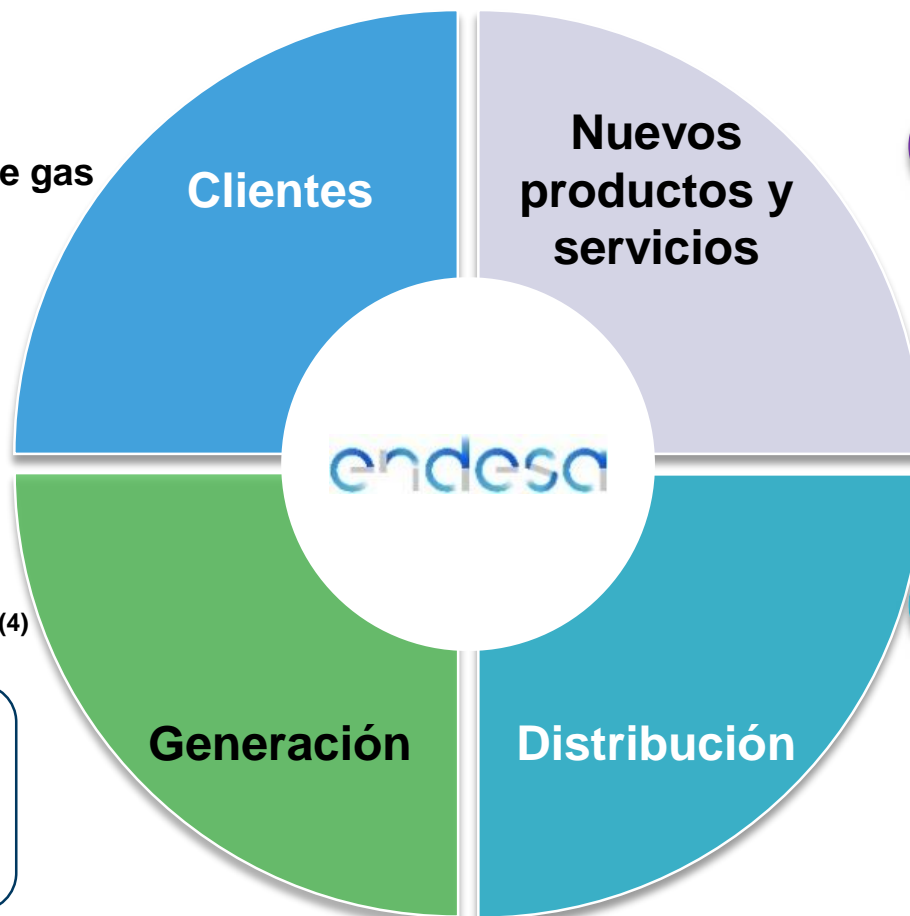 e gas
Clientes
Nuevos
productos y
servicios
endesa
(4)
Generación
Distribución